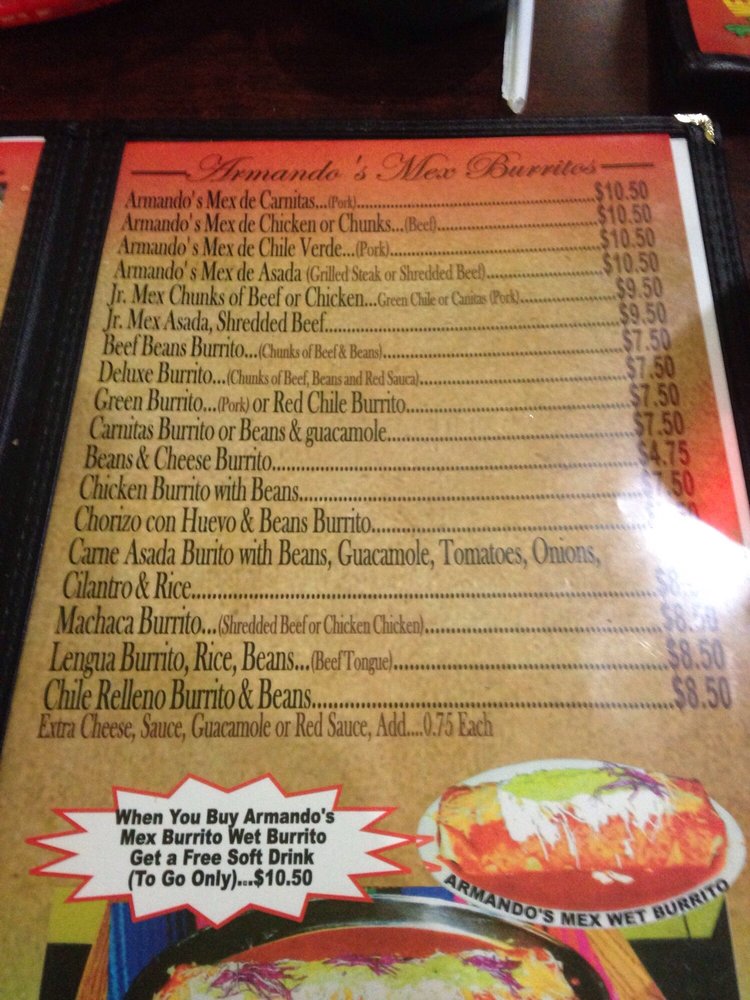 Armando 's Mex Burritos
Armando's Mex de Carnitas...(Pork)..........$10.50
Armando's Mex de Chicken or Chunks...(Beef)..........$10.50
Armando's Mex de Chile Verde...(Pork)..........$10.50
Armando's Mex de Asada (Grilled Steak or Shredded Beef)..........$10.50
Jr. Mex Chunks of Beef or Chicken...Green Chile or Canitas (Pork)..........$9.50
Jr. Mex Asada, Shredded Beef..........$9.50
Beef Beans Burrito...(Chunks of Beef & Beans)..........$7.50
Deluxe Burrito...(Chunks of Beef, Beans and Red Sauca)..........$7.50
Green Burrito...(Pork) or Red Chile Burrito..........$7.50
Carnitas Burrito or Beans & guacamole..........$7.50
Beans & Cheese Burrito..........$4.75
Chicken Burrito with Beans..........$7.50
Chorizo con Huevo & Beans Burrito..........
Carne Asada Burito with Beans, Guacamole, Tomatoes, Onions,
Cilantro & Rice..........
Machaca Burrito...(Shredded Beef or Chicken Chicken)..........$8.50
Lengua Burrito, Rice, Beans...(Beef Tongue)..........$8.50
Chile Relleno Burrito & Beans..........$8.50
Extra Cheese, Sauce, Guacamole or Red Sauce, Add....0.75 Each
When You Buy Armando's
Mex Burrito Wet Burrito
Get a Free Soft Drink
(To Go Only)...$10.50
ARMANDO'S MEX WET BURRITO